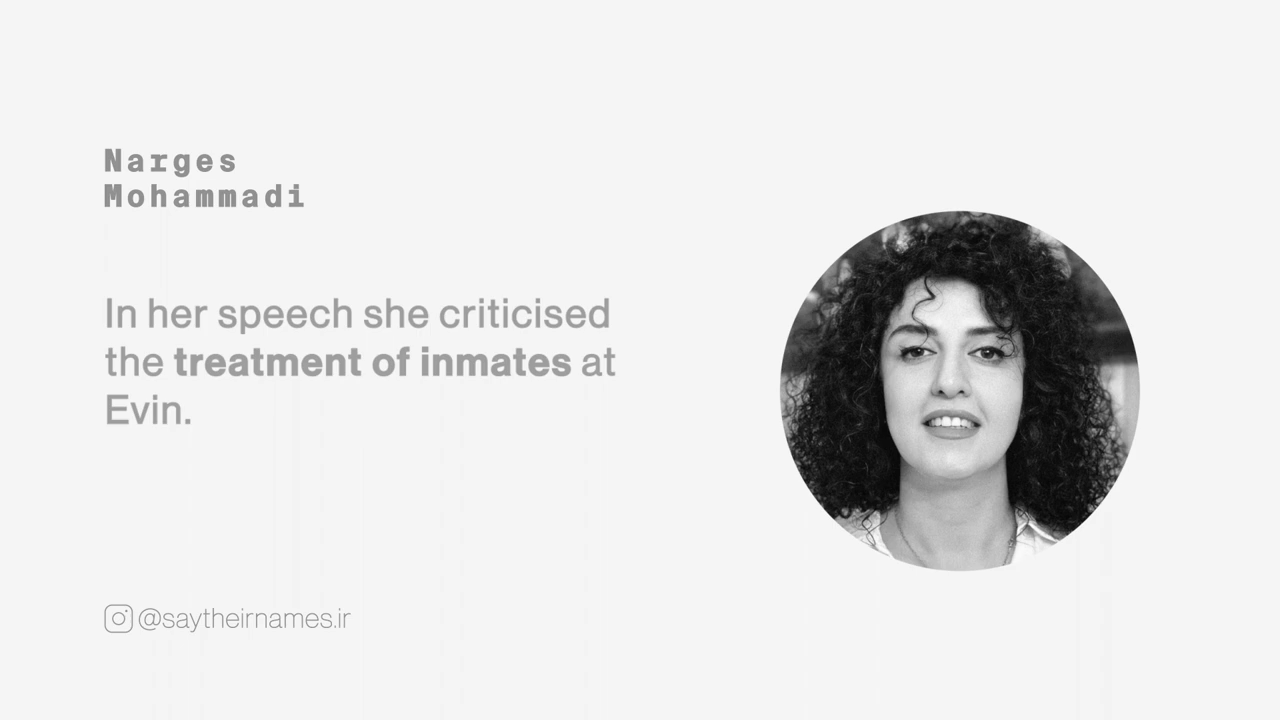 Narges
Mohammadi
In her speech she criticised
the treatment of inmates at
Evin.
@saytheirnames.ir